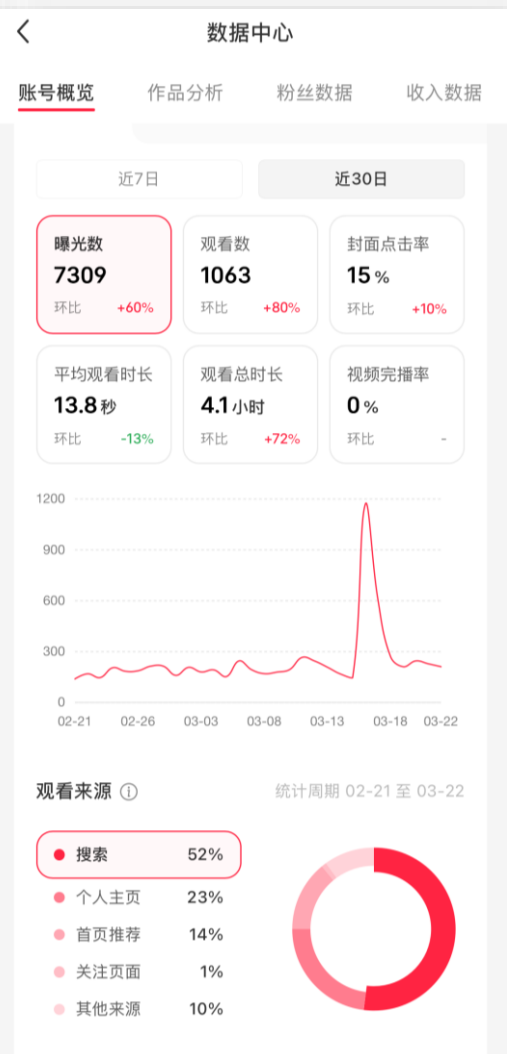 数据中心
账号概览 作品分析 粉丝数据 收入数据
近7日 近30日
曝光数 观看数 封面点击率
7309 1063 15%
环比 +60% 环比 +80% 环比 +10%
平均观看时长 观看总时长 视频完播率
13.8秒 4.1小时 0%
环比 -13% 环比 +72% 环比 -
1200
900
600
300
0
02-21 02-26 03-03 03-08 03-13 03-18 03-22
观看来源 统计周期 02-21 至 03-22
搜索 52%
个人主页 23%
首页推荐 14%
关注页面 1%
其他来源 10%